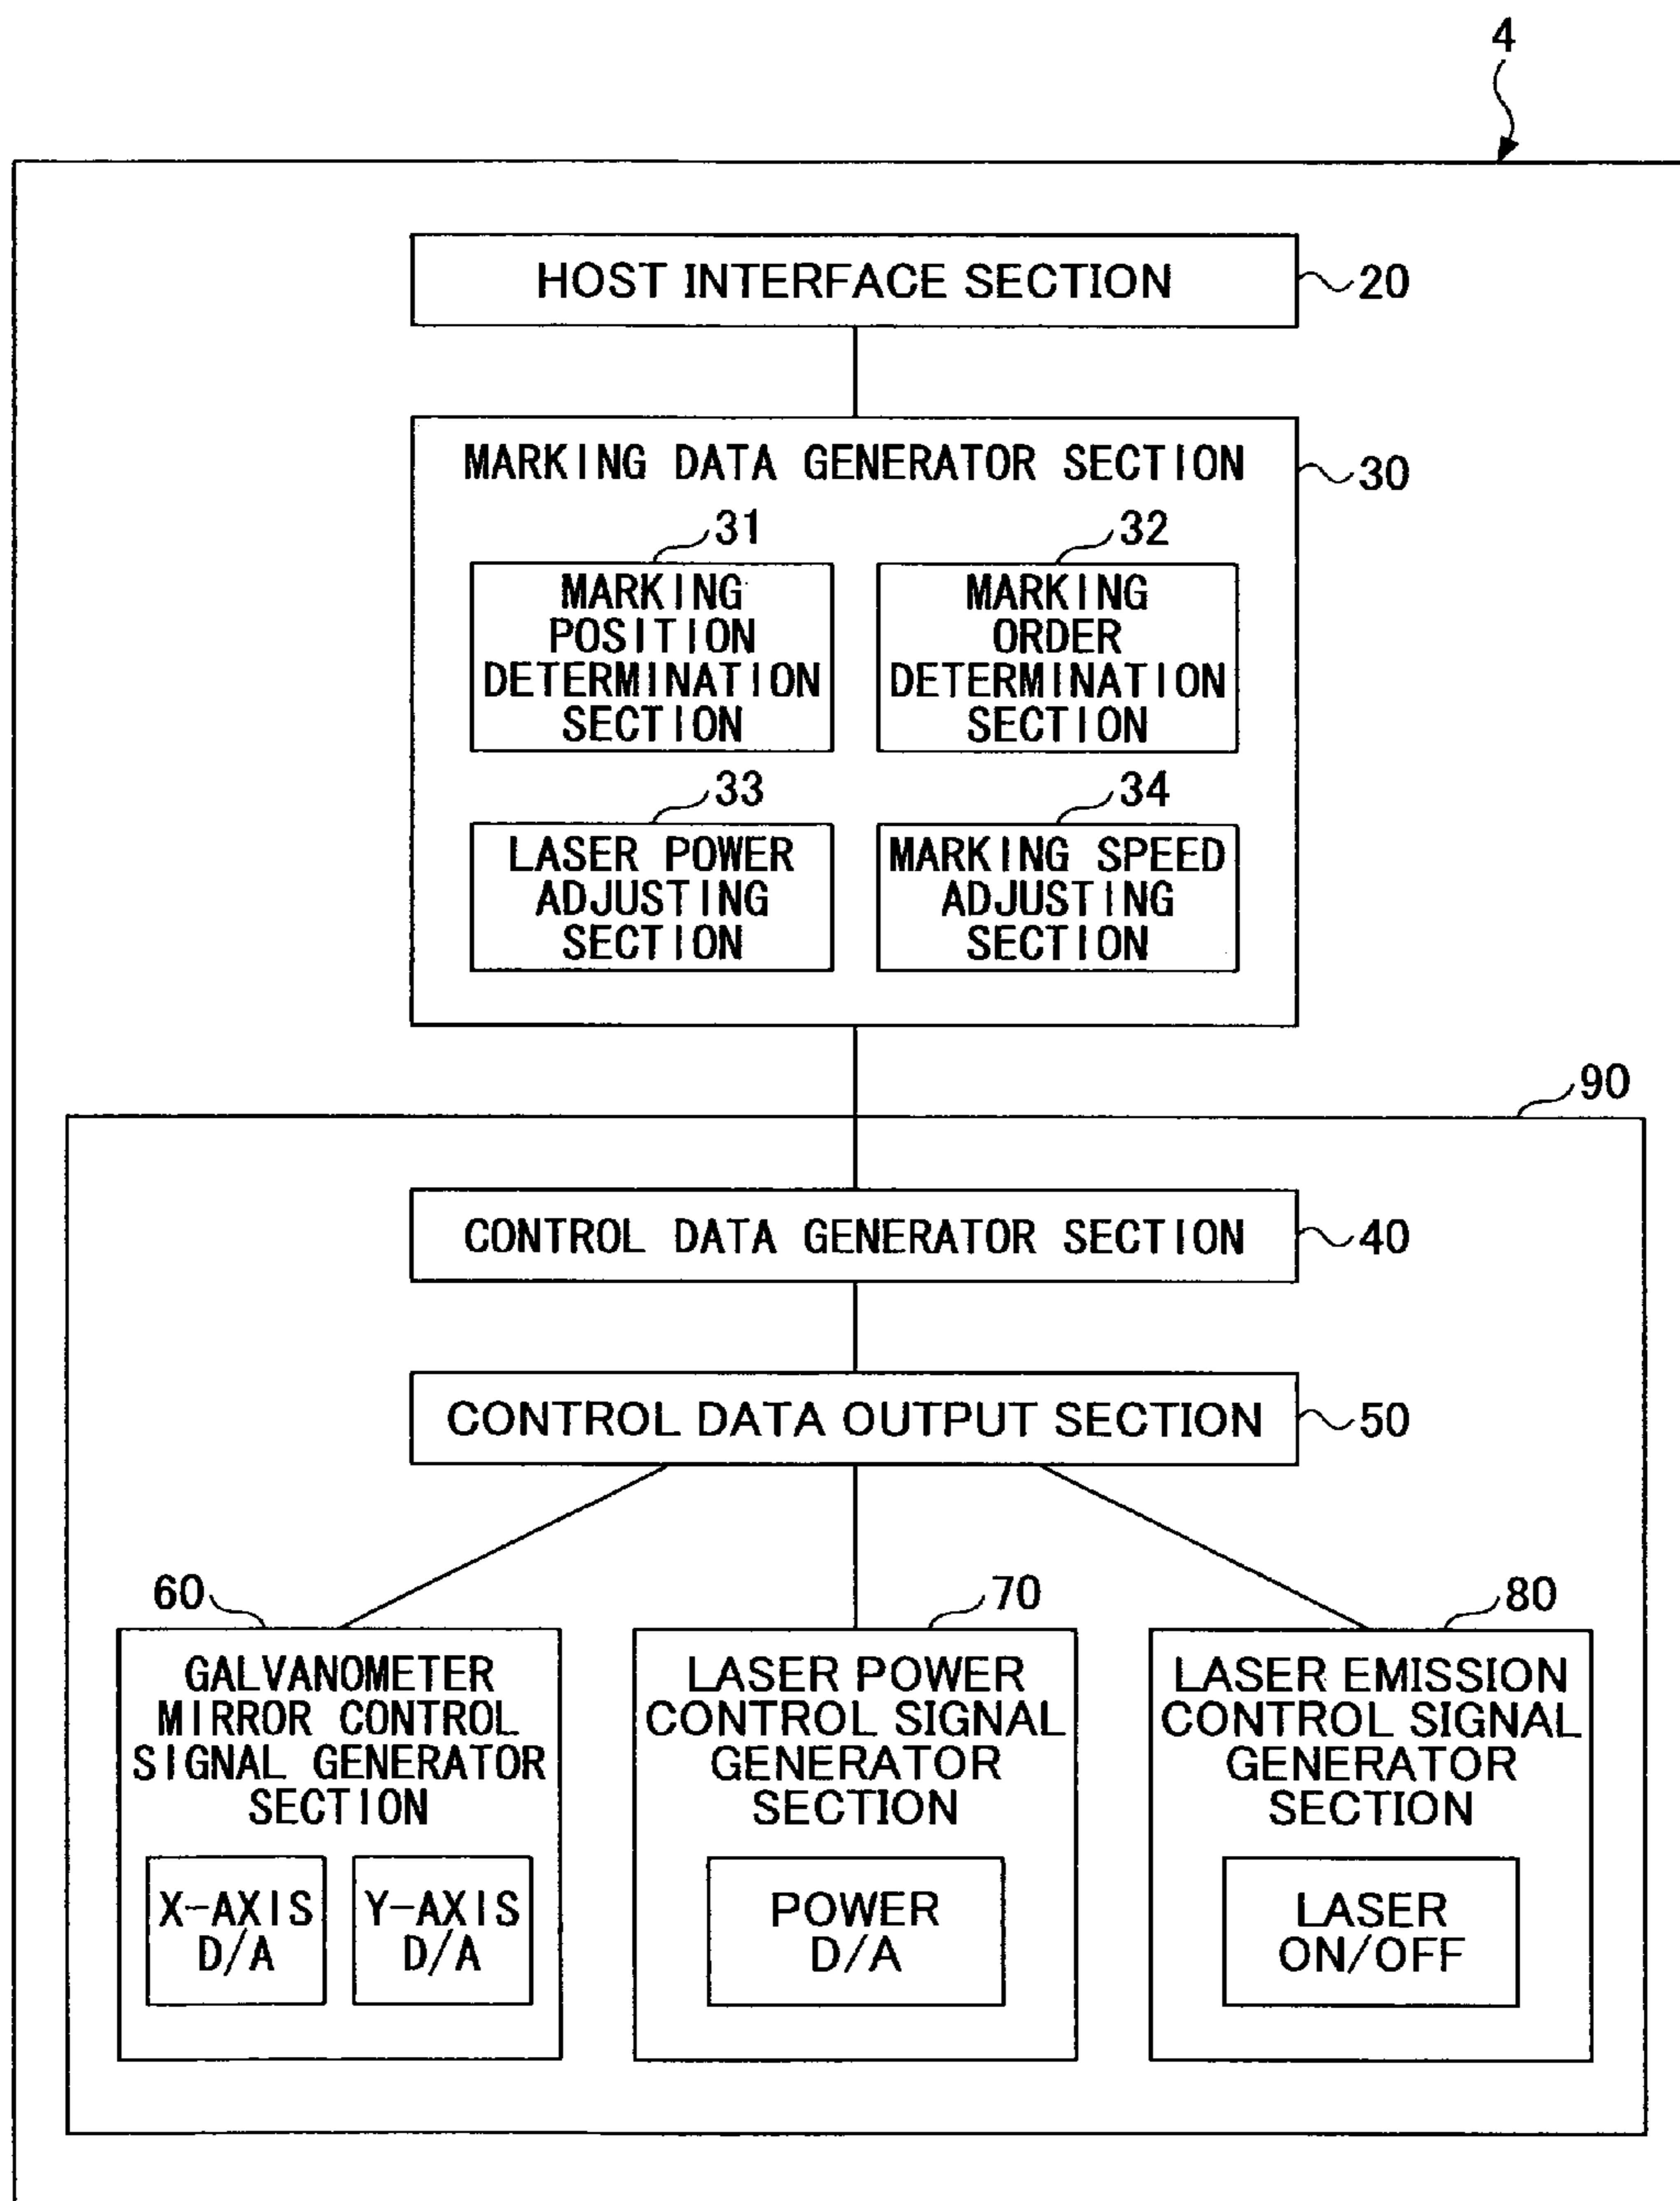 4
HOST INTERFACE SECTION
20
MARKING DATA GENERATOR SECTION
30
31
MARKING
POSITION
DETERMINATION
SECTION
32
MARKING
ORDER
DETERMINATION
SECTION
33
LASER POWER
ADJUSTING
SECTION
34
MARKING SPEED
ADJUSTING
SECTION
90
CONTROL DATA GENERATOR SECTION
40
CONTROL DATA OUTPUT SECTION
50
60
GALVANOMETER
MIRROR CONTROL
SIGNAL GENERATOR
SECTION
X-AXIS
D/A
Y-AXIS
D/A
70
LASER POWER
CONTROL SIGNAL
GENERATOR
SECTION
POWER
D/A
80
LASER EMISSION
CONTROL SIGNAL
GENERATOR
SECTION
LASER
ON/OFF